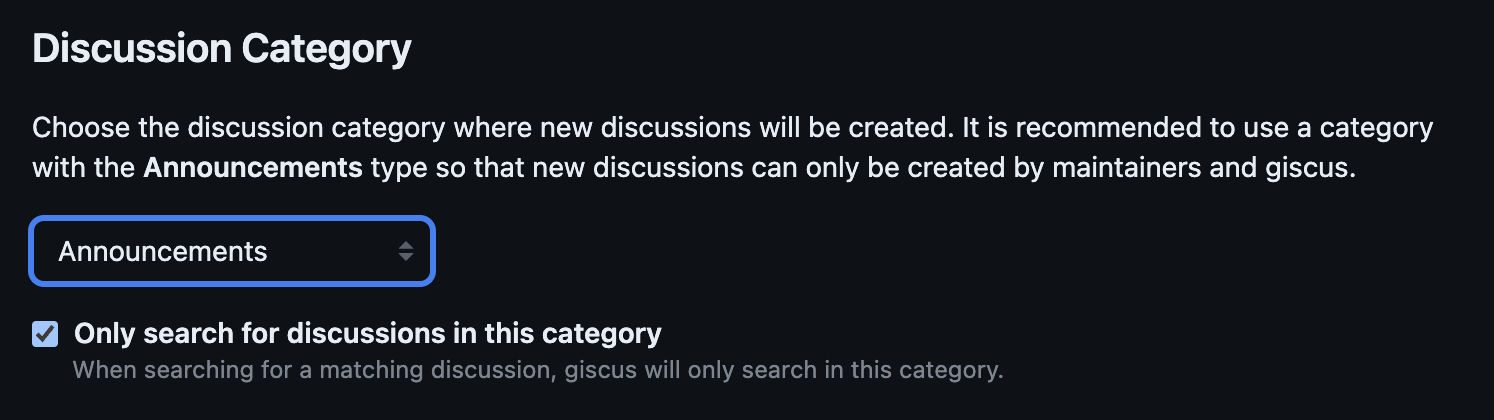 Discussion Category
Choose the discussion category where new discussions will be created. It is recommended to use a category
with the Announcements type so that new discussions can only be created by maintainers and giscus.
Announcements
Only search for discussions in this category
When searching for a matching discussion, giscus will only search in this category.